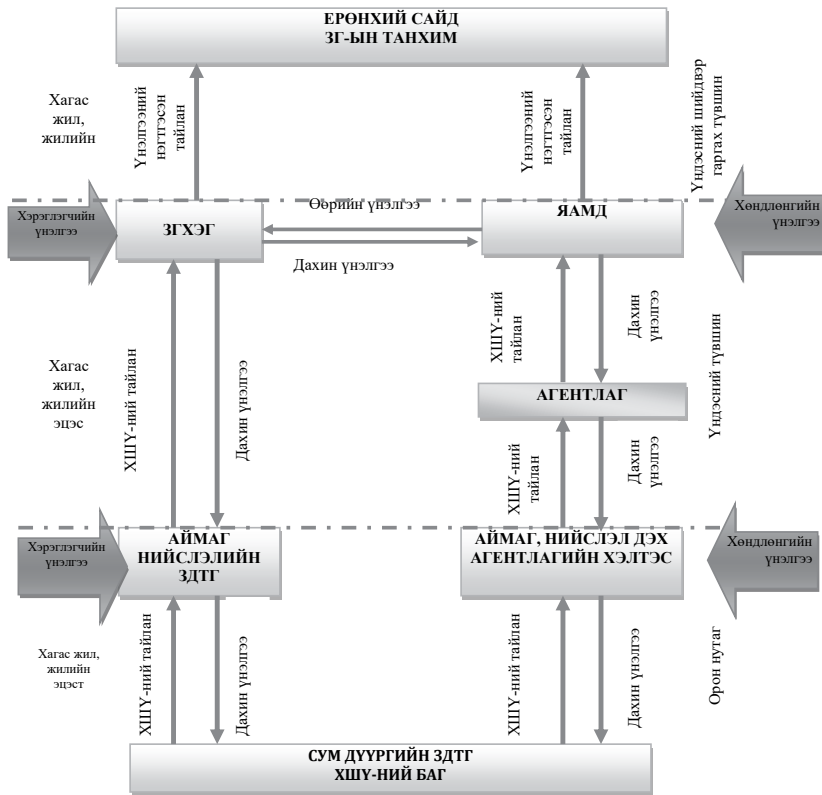 ЕРӨНХИЙ САЙД
ЗГ-ЫН ТАНХИМ
Хагас
жил,
жилийн
Үнэлгээний
нэгтгэсэн
тайлан
Үнэлгээний
нэгтгэсэн
тайлан
Үндэсний шийдвэр
гаргах түвшин
Хэрэглэгчийн
үнэлгээ
ЗГХЭГ
Өөрийн үнэлгээ
Дахин үнэлгээ
ЯАМД
Хөндлөнгийн
үнэлгээ
Хагас
жил,
жилийн
эцэс
ХШҮ-ний тайлан
Дахин үнэлгээ
ХШҮ-ний
тайлан
Дахин
үнэлгээ
Үндэсний түвшин
АГЕНТЛАГ
ХШҮ-ний
тайлан
Дахин
үнэлгээ
Хэрэглэгчийн
үнэлгээ
АЙМАГ
НИЙСЛЭЛИЙН
ЗДТГ
АЙМАГ, НИЙСЛЭЛ ДЭХ
АГЕНТЛАГИЙН ХЭЛТЭС
Хөндлөнгийн
үнэлгээ
Хагас жил,
жилийн
эцэст
ХШҮ-ний тайлан
Дахин үнэлгээ
ХШҮ-ний тайлан
Дахин үнэлгээ
Орон нутаг
СУМ ДҮҮРГИЙН ЗДТГ
ХШҮ-НИЙ БАГ